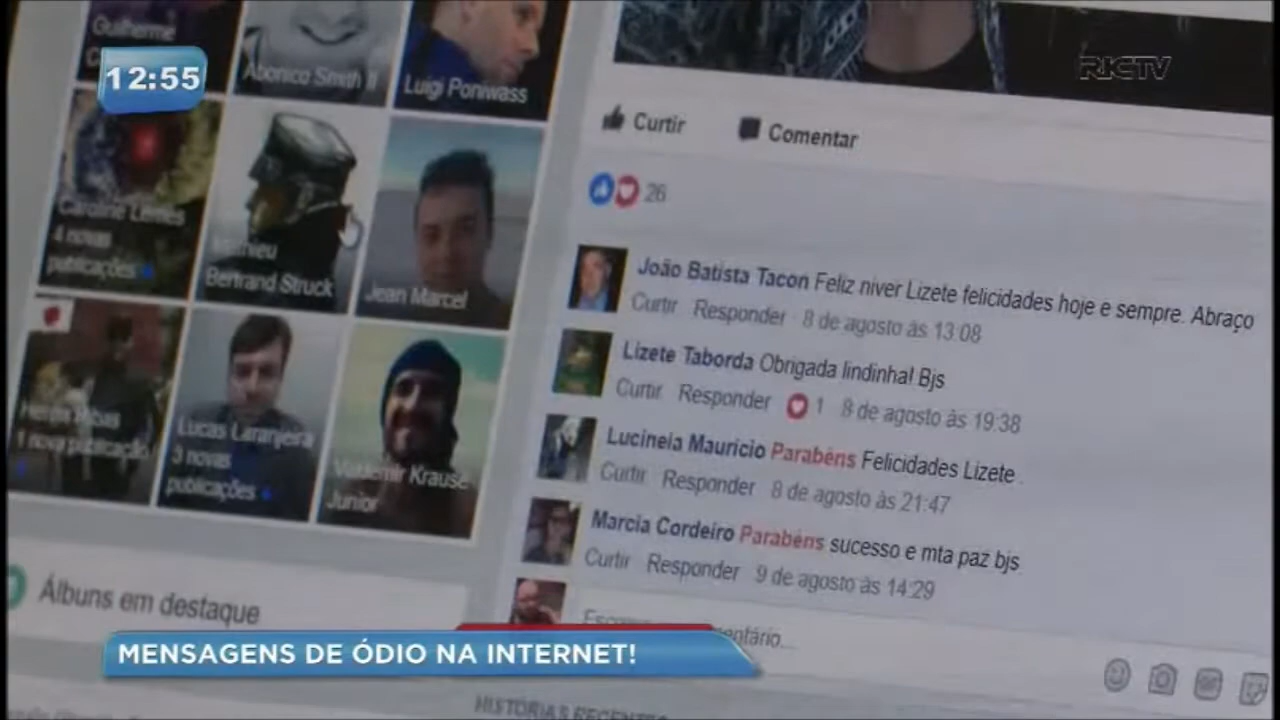 12:55
RICTV
Guilherme
Abonico Smith II
Luigi Poniwass
Caroline Lemes
4 novas
publicações
Bertrand Struck
Jean Marcel
1 nova publicação
Lucas Laranjeira
3 novas
publicações
Krause
Junior
Álbuns em destaque
Curtir Comentar
26
João Batista Tacon Feliz niver Lizete felicidades hoje e sempre. Abraço
Curtir Responder · 8 de agosto às 13:08
Lizete Taborda Obrigada lindinha! Bjs
Curtir Responder 1 8 de agosto às 19:38
Lucineia Mauricio Parabéns Felicidades Lizete.
Curtir Responder 8 de agosto às 21:47
Marcia Cordeiro Parabéns sucesso e mta paz bjs
Curtir Responder 9 de agosto às 14:29
MENSAGENS DE ÓDIO NA INTERNET!
HISTÓRIAS RECENTES